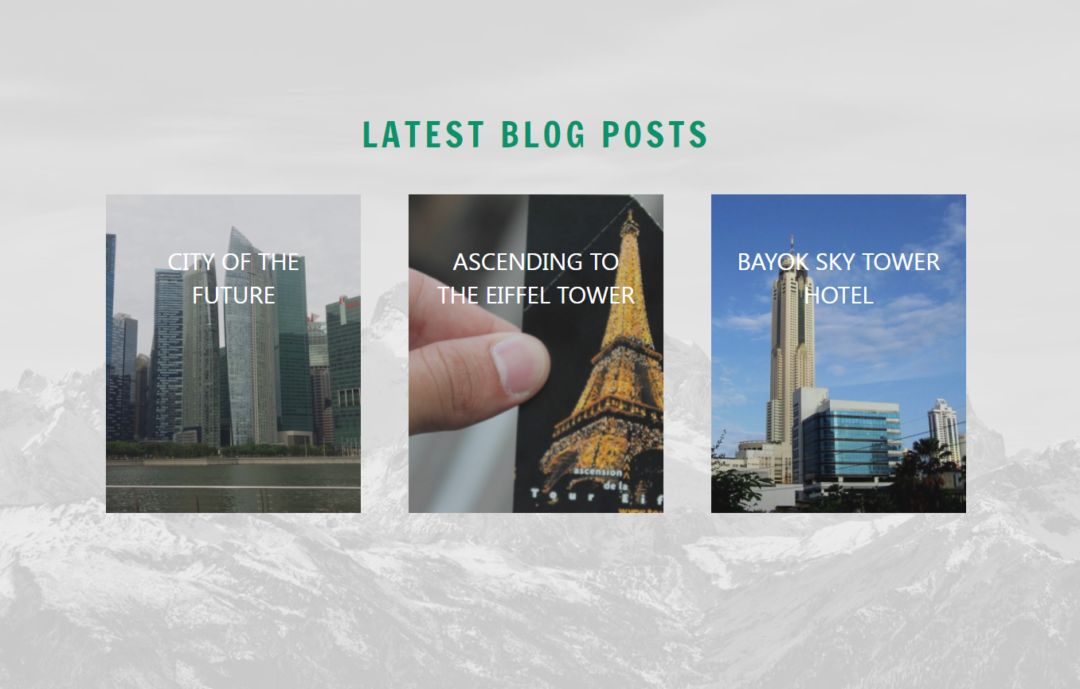 LATEST BLOG POSTS
CITY OF THE
FUTURE
ASCENDING TO
THE EIFFEL TOWER
BAYOK SKY TOWER
HOTEL
ascension
de la
Tour Eif